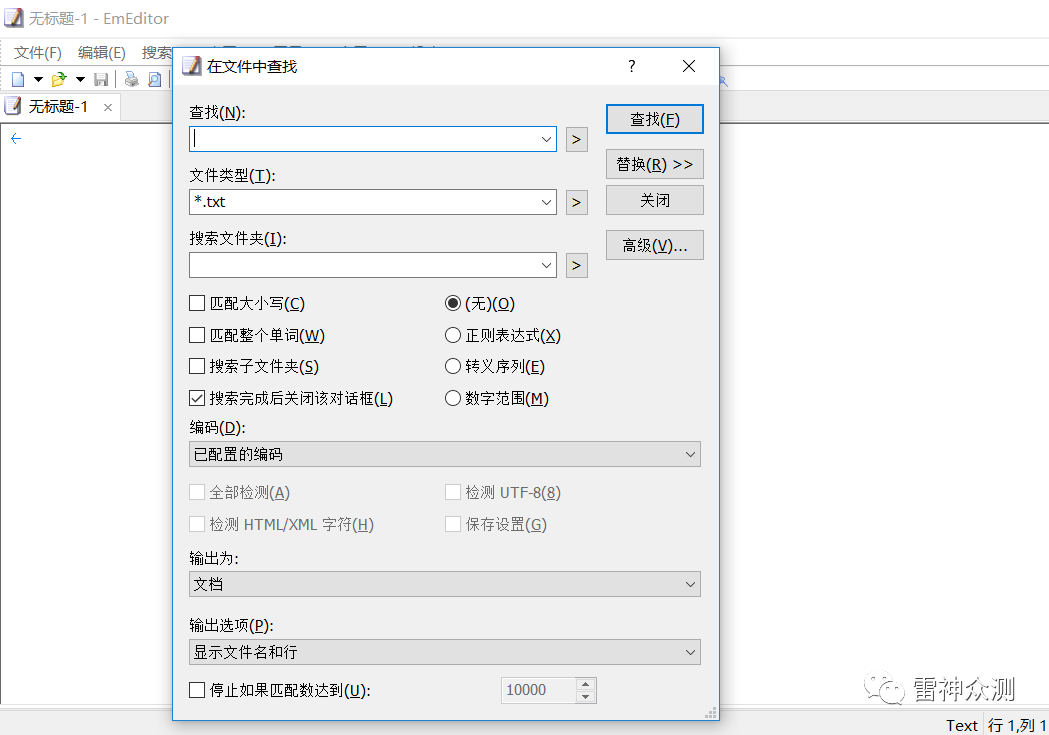 无标题-1 - EmEditor
文件(F) 编辑(E) 搜索
在文件中查找 ?
无标题-1
查找(N):
查找(F)
>
替换(R) >>
文件类型(T):
*.txt
>
关闭
搜索文件夹(I):
高级(V)...
>
匹配大小写(C) (无)(O)
匹配整个单词(W) 正则表达式(X)
搜索子文件夹(S) 转义序列(E)
搜索完成后关闭该对话框(L) 数字范围(M)
编码(D):
已配置的编码
全部检测(A) 检测 UTF-8(8)
检测 HTML/XML 字符(H) 保存设置(G)
输出为:
文档
输出选项(P):
显示文件名和行
停止如果匹配数达到(U): 10000
雷神众测
Text 行 1,列 1